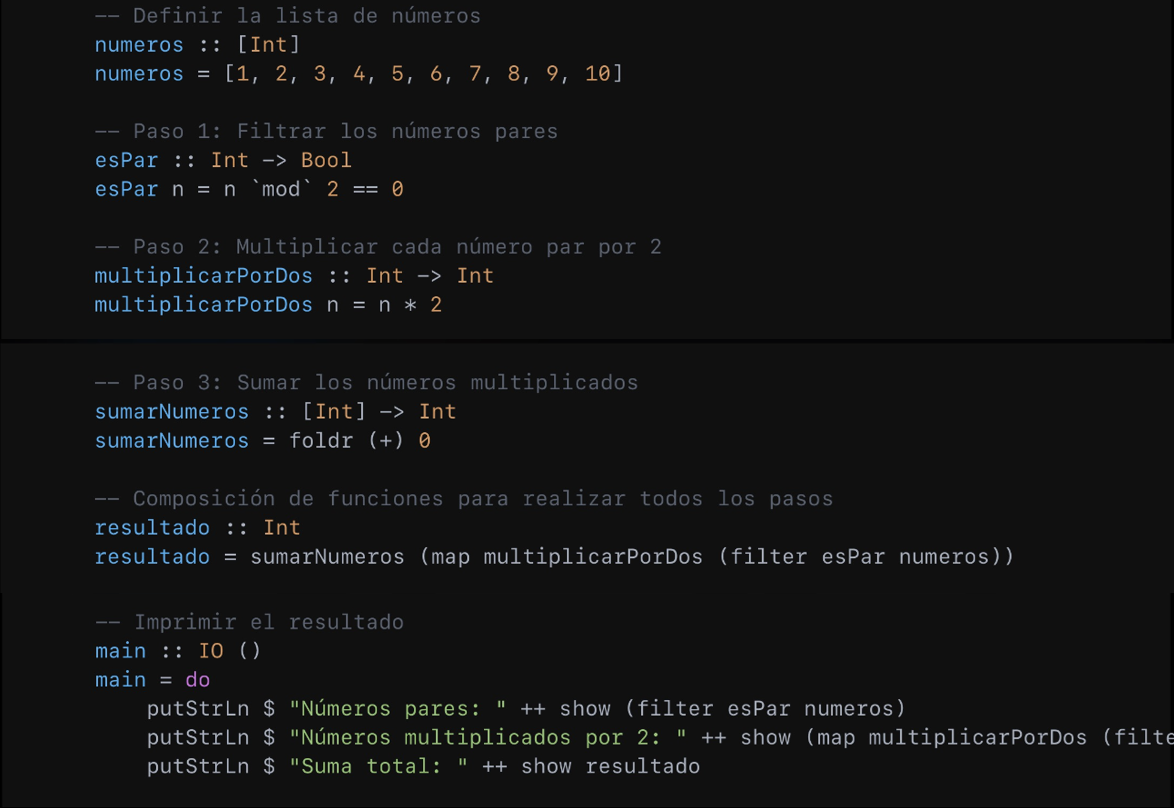 -- Definir la lista de números
numeros :: [Int]
numeros = [1, 2, 3, 4, 5, 6, 7, 8, 9, 10]
-- Paso 1: Filtrar los números pares
esPar :: Int -> Bool
esPar n = n `mod` 2 == 0
-- Paso 2: Multiplicar cada número par por 2
multiplicarPorDos :: Int -> Int
multiplicarPorDos n = n * 2
-- Paso 3: Sumar los números multiplicados
sumarNumeros :: [Int] -> Int
sumarNumeros = foldr (+) 0
-- Composición de funciones para realizar todos los pasos
resultado :: Int
resultado = sumarNumeros (map multiplicarPorDos (filter esPar numeros))
-- Imprimir el resultado
main :: IO ()
main = do
    putStrLn $ "Números pares: " ++ show (filter esPar numeros)
    putStrLn $ "Números multiplicados por 2: " ++ show (map multiplicarPorDos (filte
    putStrLn $ "Suma total: " ++ show resultado